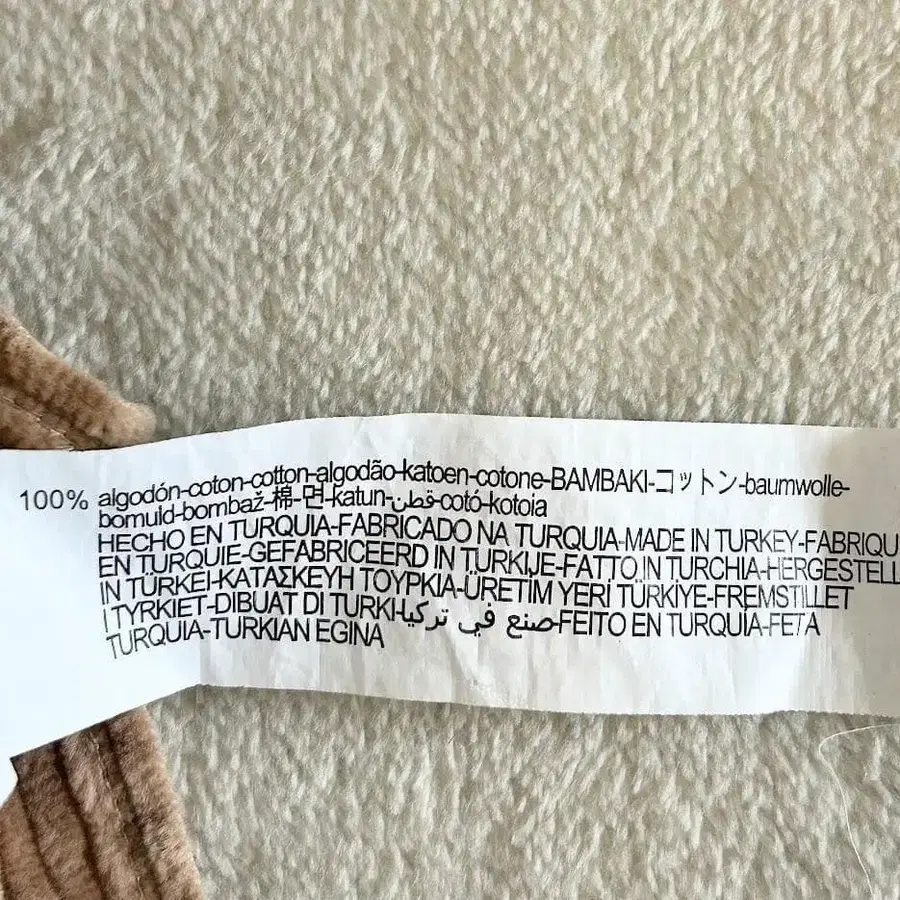 100% algodón-coton-cotton-algodão-katoen-cotone-BAMBAKI-コットン-baumwolle-
bomuld-bombaž-棉-면-katun-قطن-cotó-kotoia
HECHO EN TURQUIA-FABRICADO NA TURQUIA-MADE IN TURKEY-FABRIQU
EN TURQUIE-GEFABRICEERD IN TURKIJE-FATTO IN TURCHIA-HERGESTELL
IN TÜRKEI-KATAΣKEYH TOYPKIA-ÜRETIM YERİ TÜRKIYE-FREMSTILLET
I TYRKIET-DIBUAT DI TURKI-صنع في تركيا-FEITO EN TURQUÍA-FETA
TURQUIA-TURKIAN EGINA